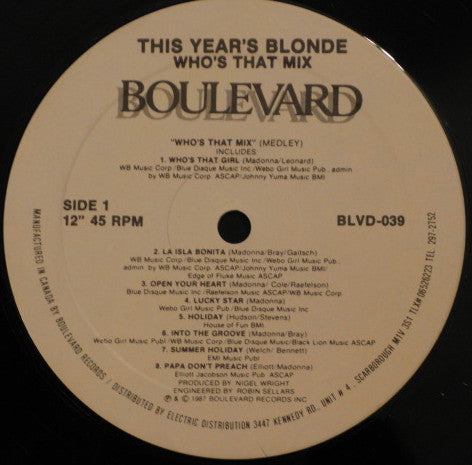 THIS YEAR'S BLONDE
WHO'S THAT MIX
BOULEVARD
"WHO'S THAT MIX" (MEDLEY)
INCLUDES
1. WHO'S THAT GIRL (Madonna/Leonard)
WB Music Corp./Blue Disque Music Inc./Webo Girl Music Pub., admin
by WB Music Corp. ASCAP/Johnny Yuma Music BMI
SIDE 1
12" 45 RPM
BLVD-039
2. LA ISLA BONITA (Madonna/Bray/Gaitsch)
WB Music Corp/Blue Disque Music Inc/Webo Girl Music Pub.,
admin. by WB Music Corp. ASCAP/Johnny Yuma Music BMI/
Edge of Fluke Music ASCAP
3. OPEN YOUR HEART (Madonna/Cole/Raelson)
Blue Disque Music Inc/Raelson Music ASCAP/WB Music Corp.
4. LUCKY STAR (Madonna)
Webo Girl Music Pub./Blue Disque Music Inc
5. HOLIDAY (Hudson/Stevens)
House of Fun BMI
6. INTO THE GROOVE (Madonna/Bray)
Webo Girl Music Publ./WB Music Corp/Blue Disque Music/Black Lion Music ASCAP
7. SUMMER HOLIDAY (Welch/Bennett)
EMI Music Publ
8. PAPA DON'T PREACH (Elliott/Madonna)
Elliott Jacobson Music Pub. ASCAP
PRODUCED BY NIGEL WRIGHT
ENGINEERED BY ROBIN SELLARS
℗ & © 1987 BOULEVARD RECORDS INC
MANUFACTURED IN CANADA BY BOULEVARD RECORDS / DISTRIBUTED BY ELECTRIC DISTRIBUTION 3447 KENNEDY RD., UNIT #4, SCARBOROUGH M1V 3S1 TLX# 06526223 TEL. 297-2752